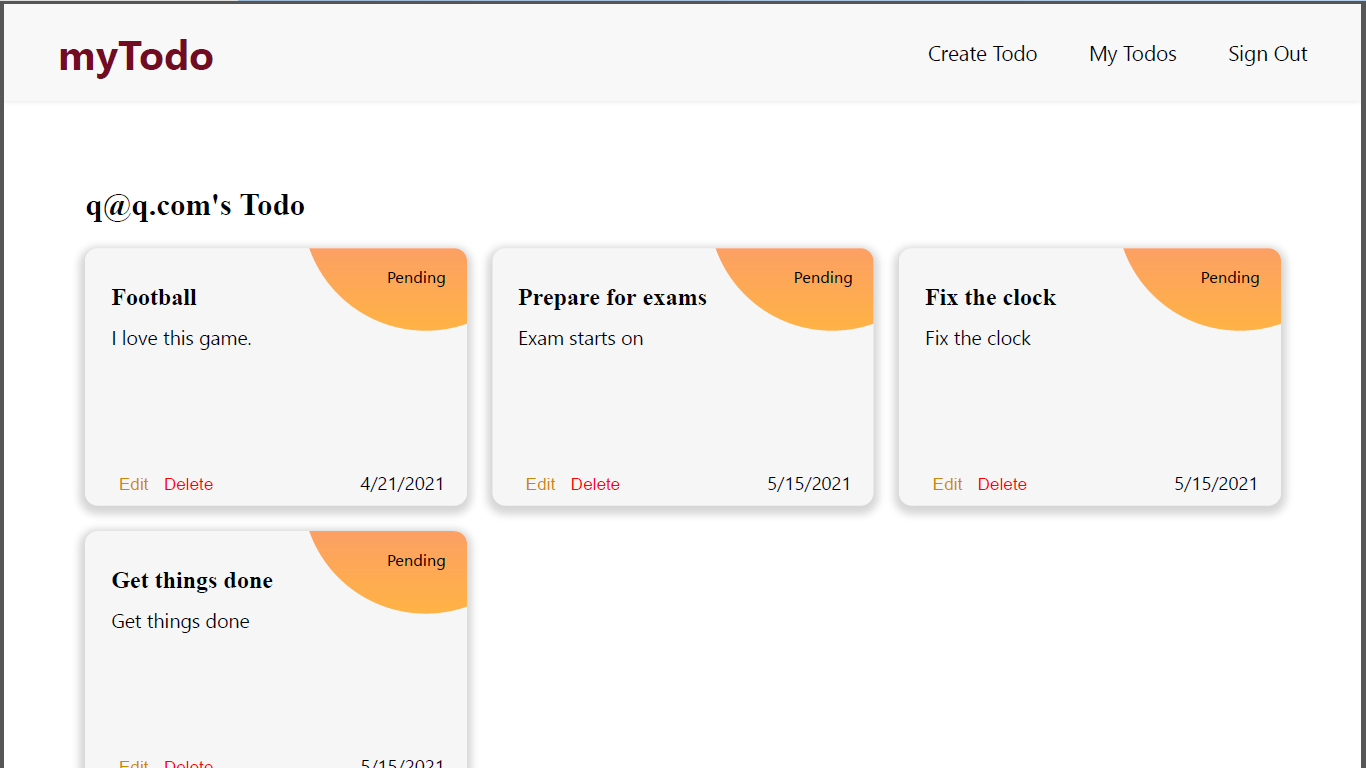 myTodo
Create Todo
My Todos
Sign Out
q@q.com's Todo
Pending
Football
I love this game.
Edit Delete 4/21/2021
Pending
Prepare for exams
Exam starts on
Edit Delete 5/15/2021
Pending
Fix the clock
Fix the clock
Edit Delete 5/15/2021
Pending
Get things done
Get things done
Edit Delete 5/15/2021